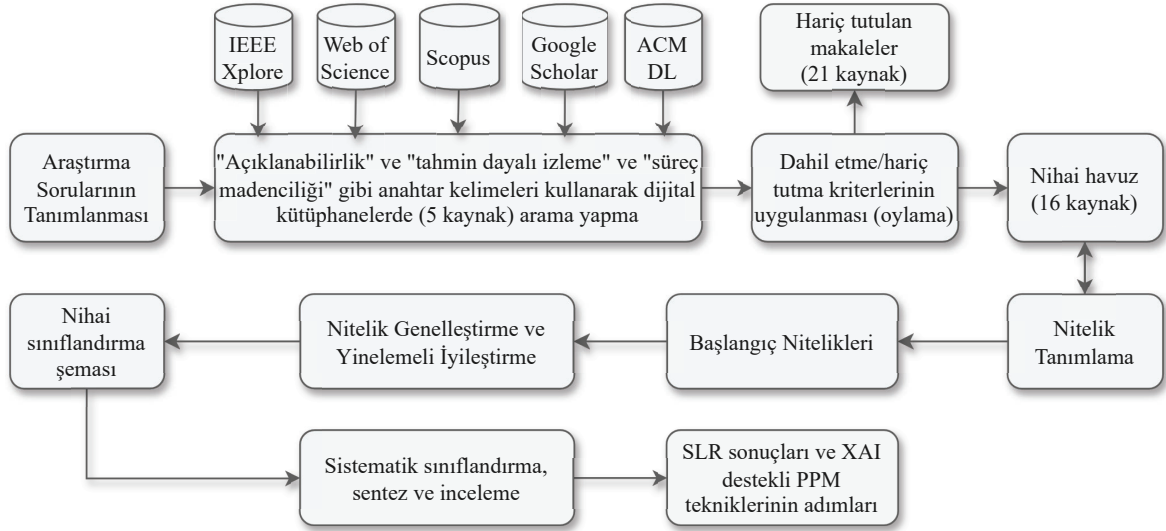 IEEE
Xplore
Web of
Science
Scopus
Google
Scholar
ACM
DL
Hariç tutulan
makaleler
(21 kaynak)
Araştırma
Sorularının
Tanımlanması
"Açıklanabilirlik" ve "tahmin dayalı izleme" ve "süreç
madenciliği" gibi anahtar kelimeleri kullanarak dijital
kütüphanelerde (5 kaynak) arama yapma
Dahil etme/hariç
tutma kriterlerinin
uygulanması (oylama)
Nihai havuz
(16 kaynak)
Nihai
sınıflandırma
şeması
Nitelik Genelleştirme ve
Yinelemeli İyileştirme
Başlangıç Nitelikleri
Nitelik
Tanımlama
Sistematik sınıflandırma,
sentez ve inceleme
SLR sonuçları ve XAI
destekli PPM
tekniklerinin adımları